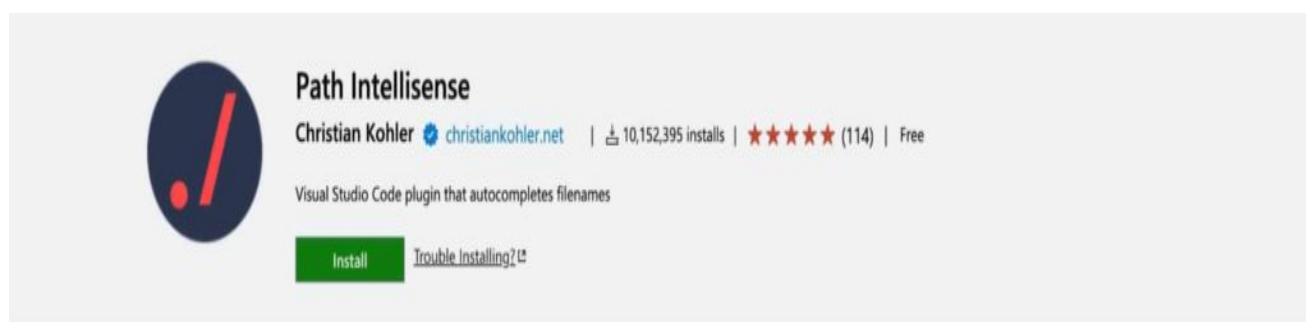 ./
Path Intellisense
Christian Kohler christiankohler.net | 10,152,395 installs | ★★★★★ (114) | Free
Visual Studio Code plugin that autocompletes filenames
Install Trouble Installing?